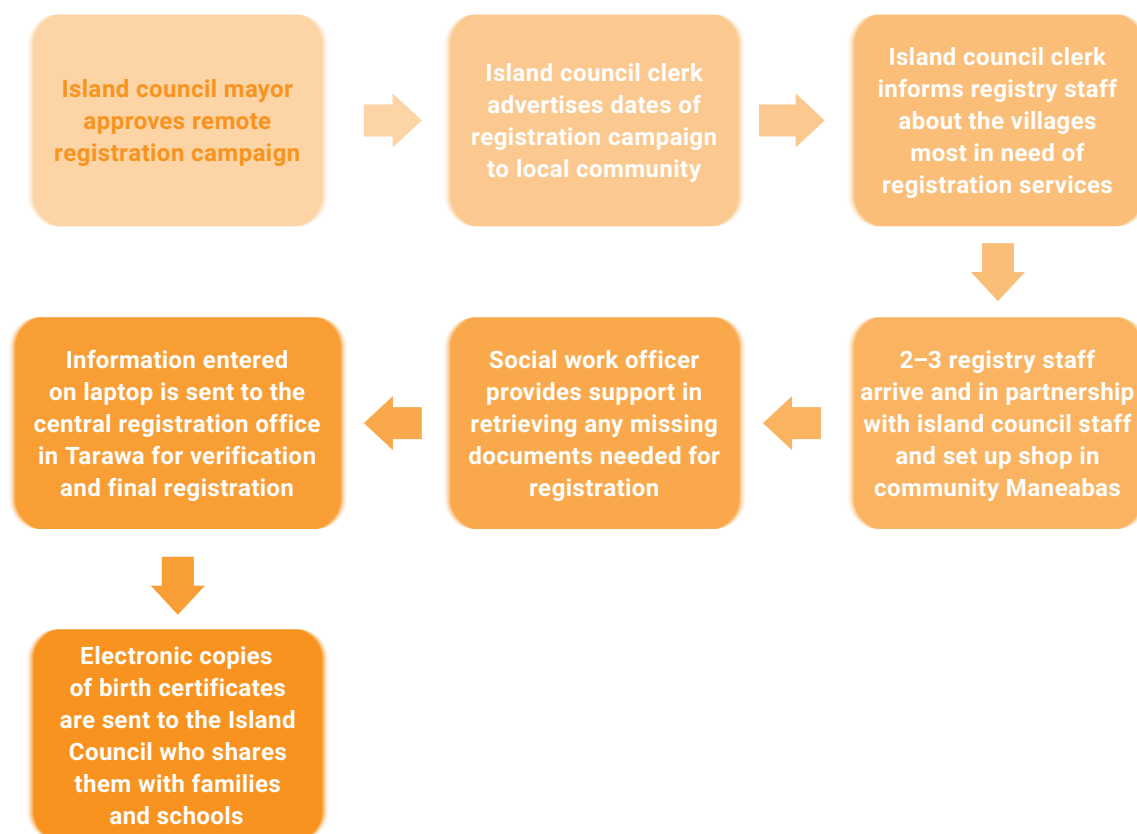 Island council mayor
approves remote
registration campaign
Island council clerk
advertises dates of
registration campaign
to local community
Island council clerk
informs registry staff
about the villages
most in need of
registration services
2–3 registry staff
arrive and in partnership
with island council staff
and set up shop in
community Maneabas
Social work officer
provides support in
retrieving any missing
documents needed for
registration
Information entered
on laptop is sent to the
central registration office
in Tarawa for verification
and final registration
Electronic copies
of birth certificates
are sent to the Island
Council who shares
them with families
and schools